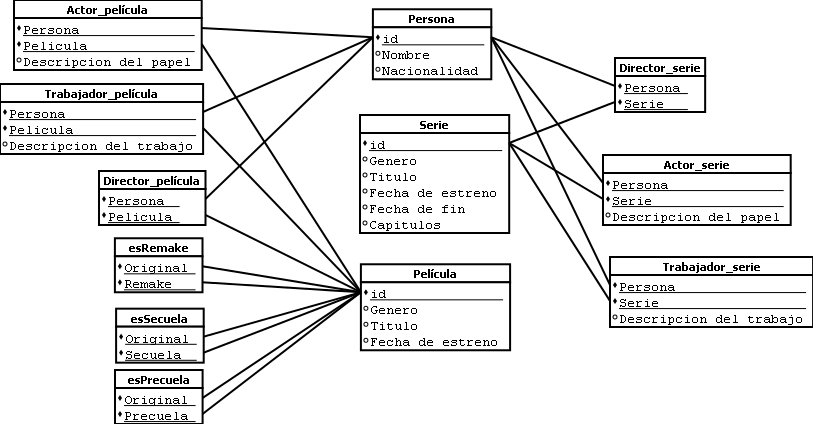 Actor_película
Persona
Pelicula
Descripcion del papel
Trabajador_película
Persona
Pelicula
Descripcion del trabajo
Director_película
Persona
Pelicula
esRemake
Original
Remake
esSecuela
Original
Secuela
esPrecuela
Original
Precuela
Persona
id
Nombre
Nacionalidad
Serie
id
Genero
Titulo
Fecha de estreno
Fecha de fin
Capitulos
Película
id
Genero
Titulo
Fecha de estreno
Director_serie
Persona
Serie
Actor_serie
Persona
Serie
Descripcion del papel
Trabajador_serie
Persona
Serie
Descripcion del trabajo